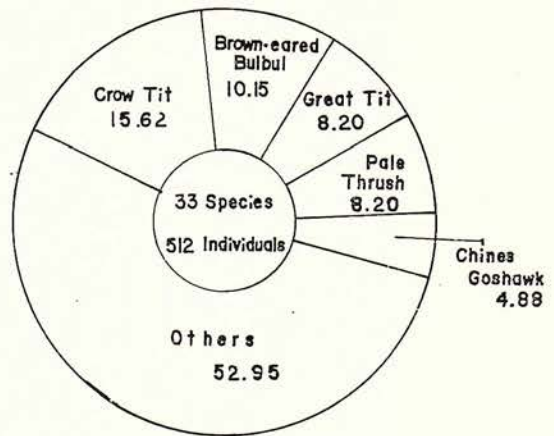 Brown-eared
Bulbul
10.15
Crow Tit
15.62
Great Tit
8.20
Pale
Thrush
8.20
33 Species
512 Individuals
Chines
Goshawk
4.88
Others
52.95